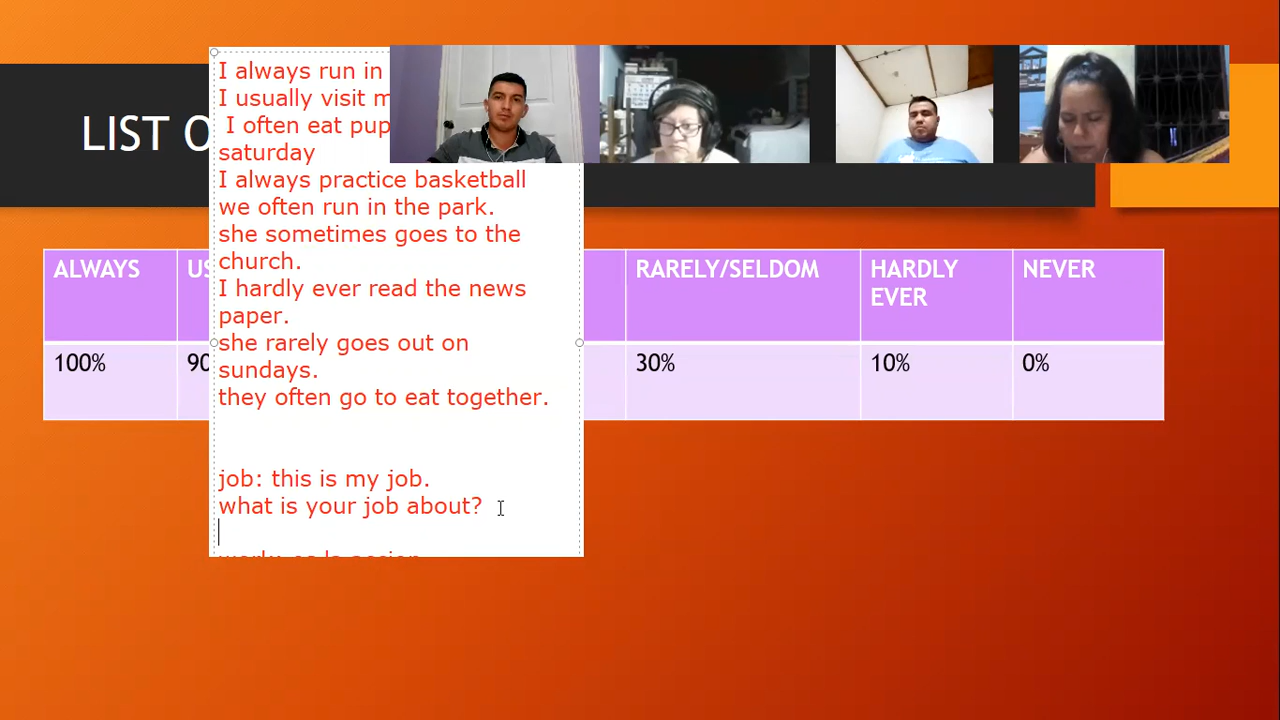 LIST O
I always run in
I usually visit m
I often eat pup
saturday
I always practice basketball
we often run in the park.
she sometimes goes to the
church.
I hardly ever read the news
paper.
she rarely goes out on
sundays.
they often go to eat together.
job: this is my job.
what is your job about?
ALWAYS US RARELY/SELDOM HARDLY EVER NEVER
100% 90 30% 10% 0%